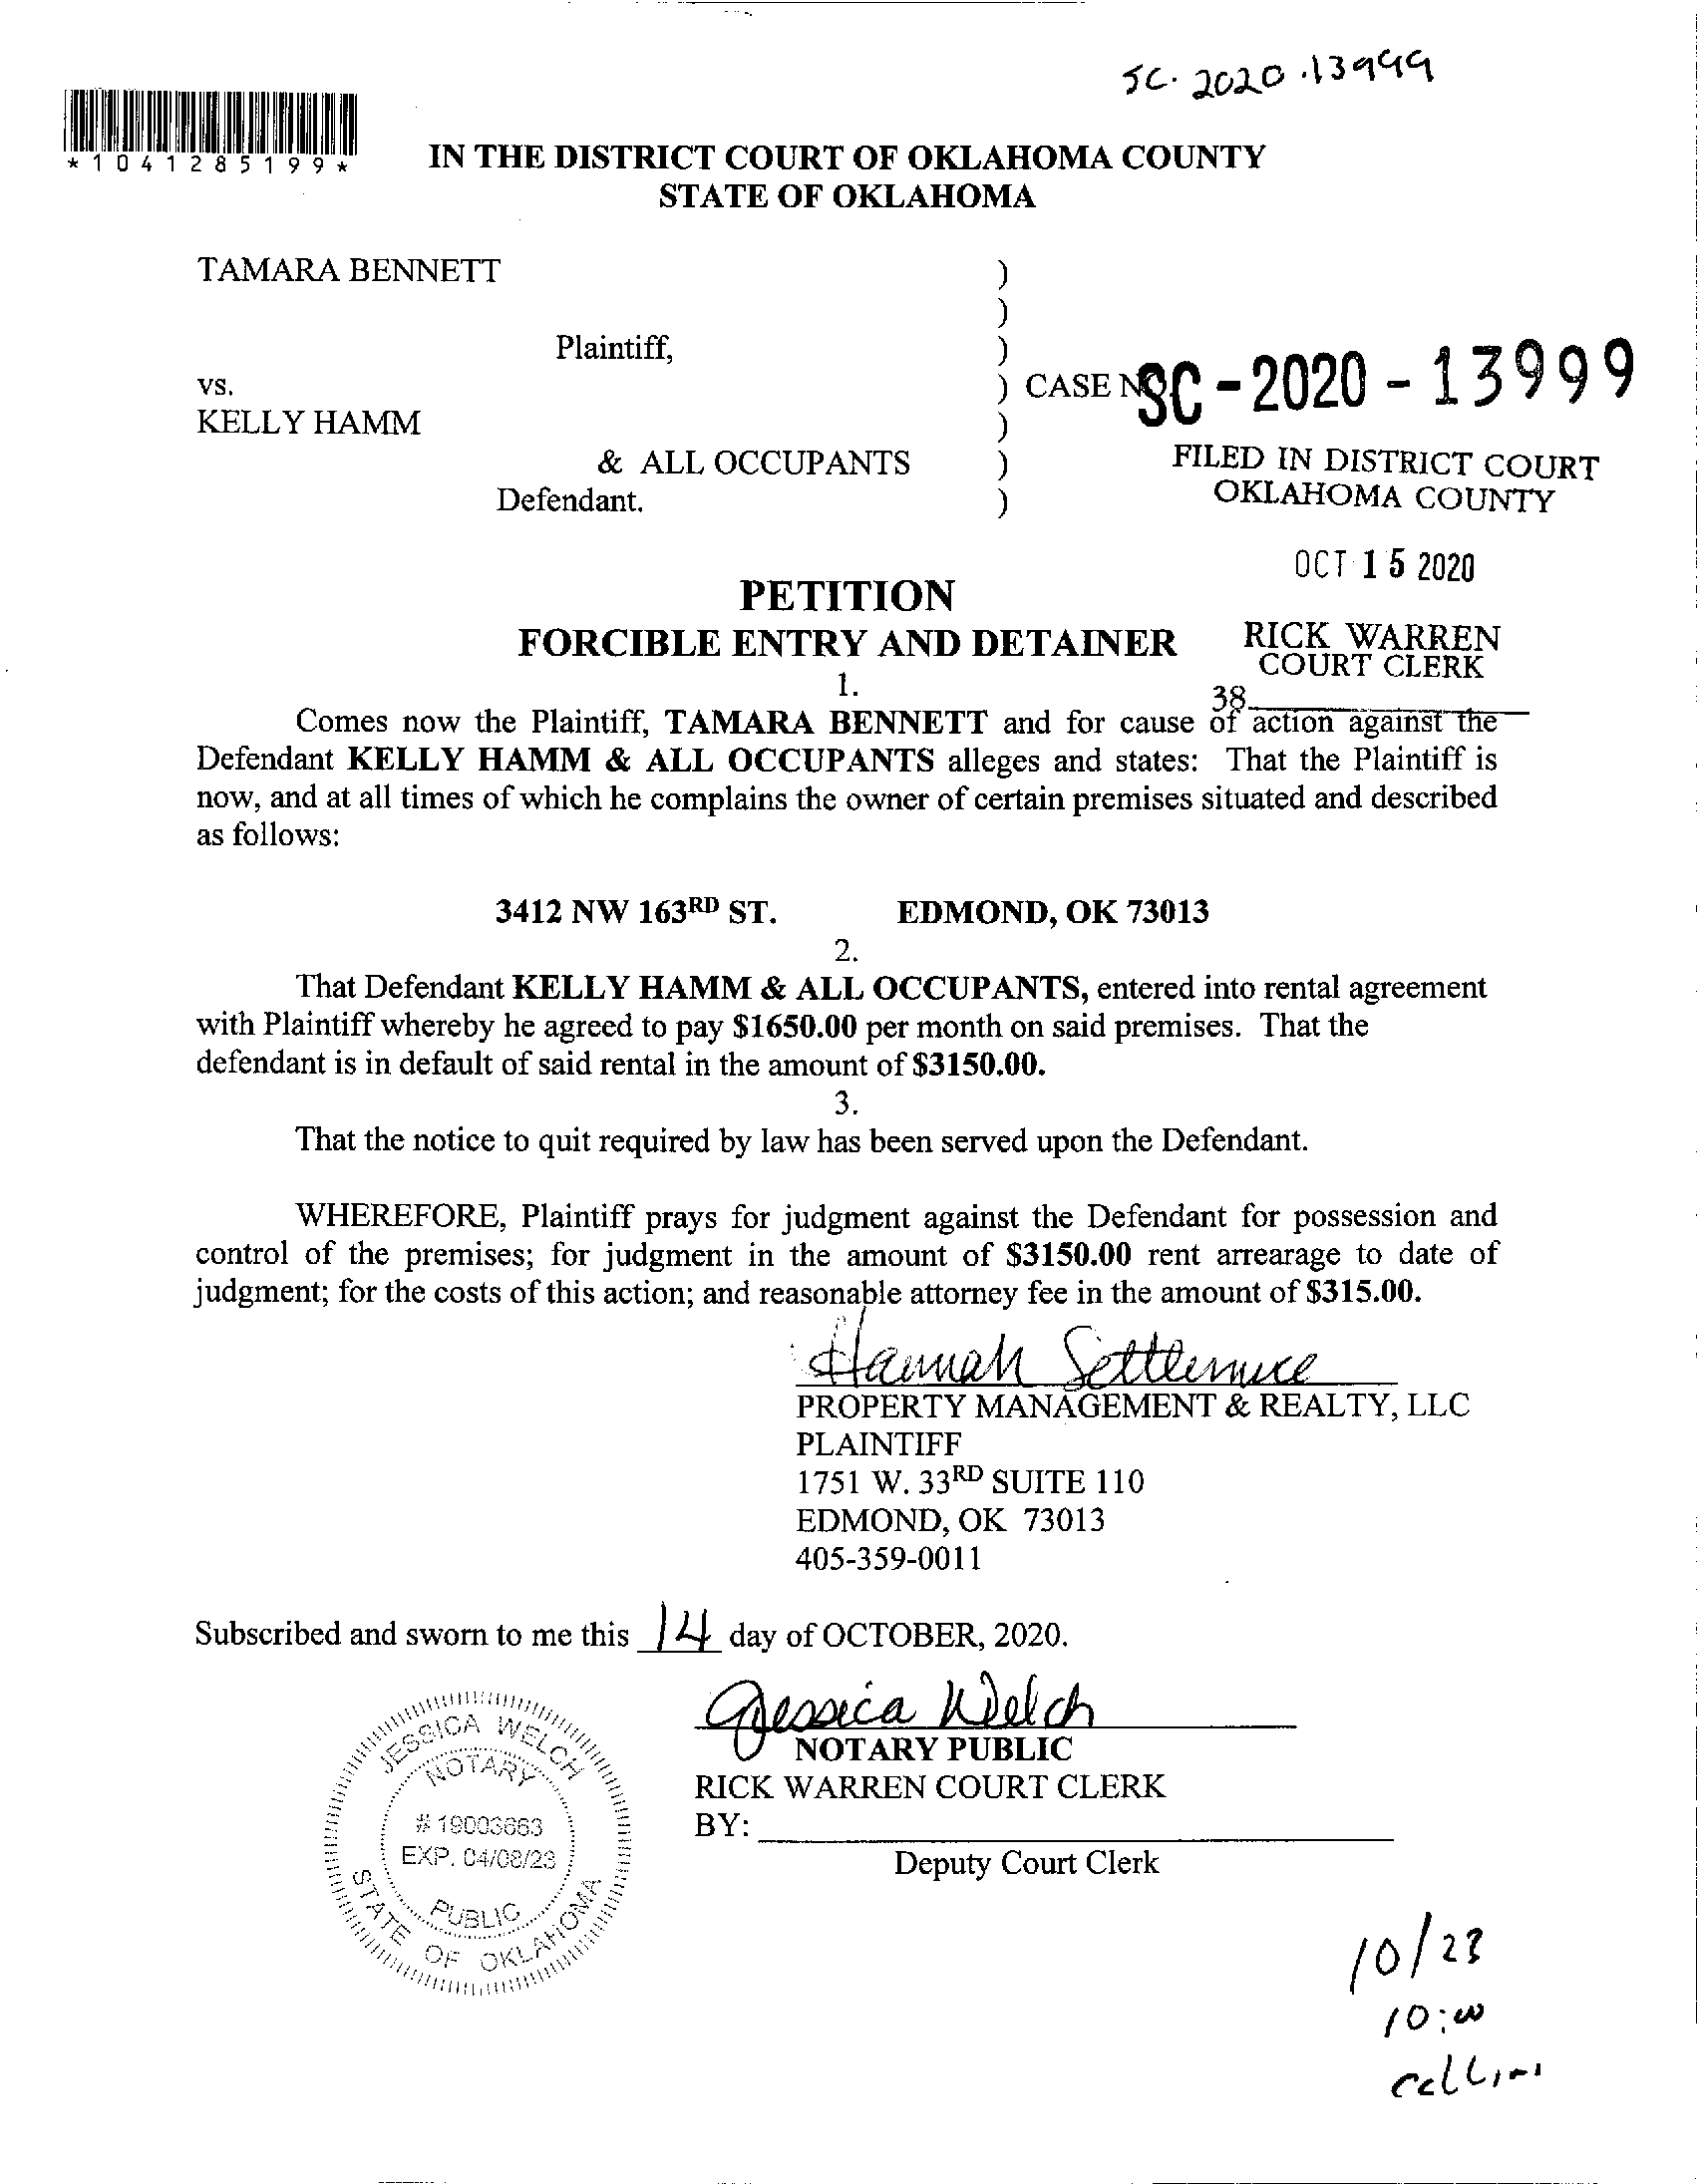 SC-2020-13999
*1041285199*
IN THE DISTRICT COURT OF OKLAHOMA COUNTY
STATE OF OKLAHOMA
TAMARA BENNETT )
)
Plaintiff, )
vs. ) CASE NO. SC-2020-13999
KELLY HAMM )
& ALL OCCUPANTS )
Defendant. )
FILED IN DISTRICT COURT
OKLAHOMA COUNTY
OCT 15 2020
RICK WARREN
COURT CLERK
38
PETITION
FORCIBLE ENTRY AND DETAINER
1.
Comes now the Plaintiff, TAMARA BENNETT and for cause of action against the
Defendant KELLY HAMM & ALL OCCUPANTS alleges and states: That the Plaintiff is
now, and at all times of which he complains the owner of certain premises situated and described
as follows:
3412 NW 163RD ST. EDMOND, OK 73013
2.
That Defendant KELLY HAMM & ALL OCCUPANTS, entered into rental agreement
with Plaintiff whereby he agreed to pay $1650.00 per month on said premises. That the
defendant is in default of said rental in the amount of $3150.00.
3.
That the notice to quit required by law has been served upon the Defendant.
WHEREFORE, Plaintiff prays for judgment against the Defendant for possession and
control of the premises; for judgment in the amount of $3150.00 rent arrearage to date of
judgment; for the costs of this action; and reasonable attorney fee in the amount of $315.00.
Hannah
PROPERTY MANAGEMENT & REALTY, LLC
PLAINTIFF
1751 W. 33RD SUITE 110
EDMOND, OK 73013
405-359-0011
Subscribed and sworn to me this 14 day of OCTOBER, 2020.
Jessica Welch
NOTARY PUBLIC
RICK WARREN COURT CLERK
BY:
Deputy Court Clerk
JESSICA WELCH
NOTARY
# 19003663
EXP. 04/08/23
PUBLIC
STATE OF OKLAHOMA
10/23
10:00